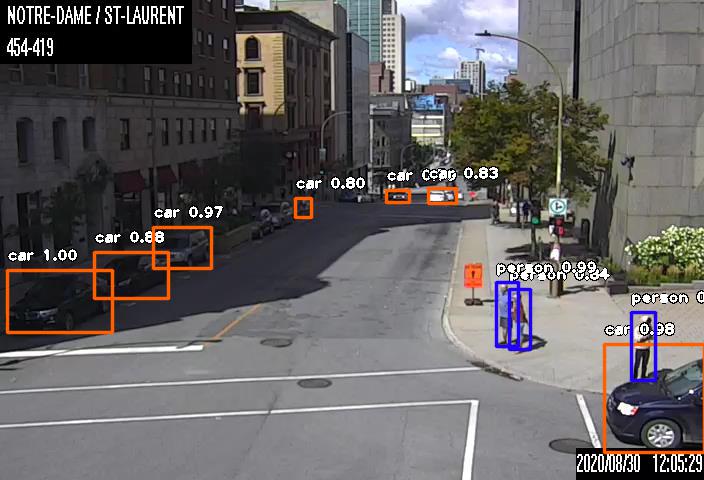 NOTRE-DAME / ST-LAURENT
454-419
car 0.80
car 0.83
car 0.97
car 0.88
car 1.00
person 0.99
person
car 0.98
2020/08/30 12:05:29